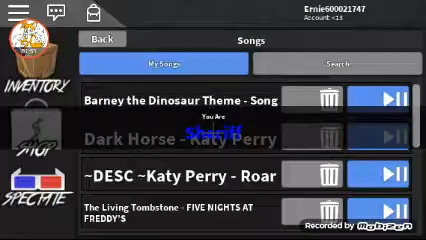 Ernie600021747
Account: <13
Back
Songs
My Songs
Search
INVENTORY
Barney the Dinosaur Theme - Song
You Are
Sheriff
Dark Horse - Katy Perry
SHOP
~DESC ~Katy Perry - Roar
SPECTATE
The Living Tombstone - FIVE NIGHTS AT
FREDDY'S
Recorded by Mobizen